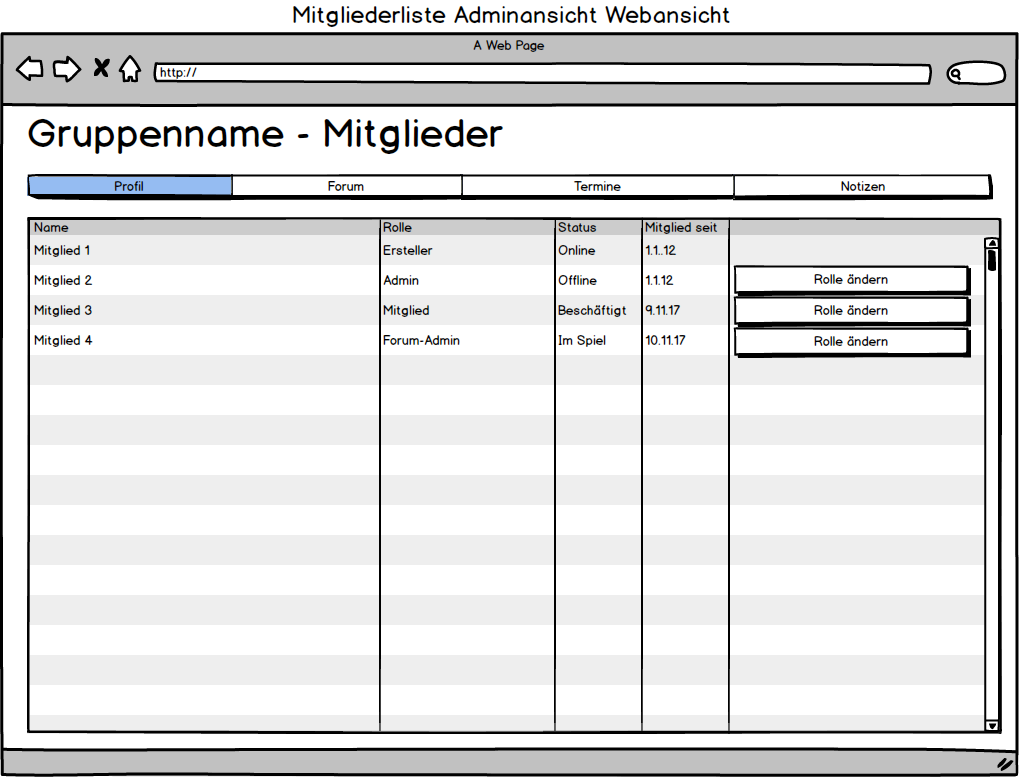 Mitgliederliste Adminansicht Webansicht
A Web Page
http://
Gruppenname - Mitglieder
Profil Forum Termine Notizen
Name Rolle Status Mitglied seit
Mitglied 1 Ersteller Online 1.1..12
Mitglied 2 Admin Offline 1.1.12 Rolle ändern
Mitglied 3 Mitglied Beschäftigt 9.11.17 Rolle ändern
Mitglied 4 Forum-Admin Im Spiel 10.11.17 Rolle ändern